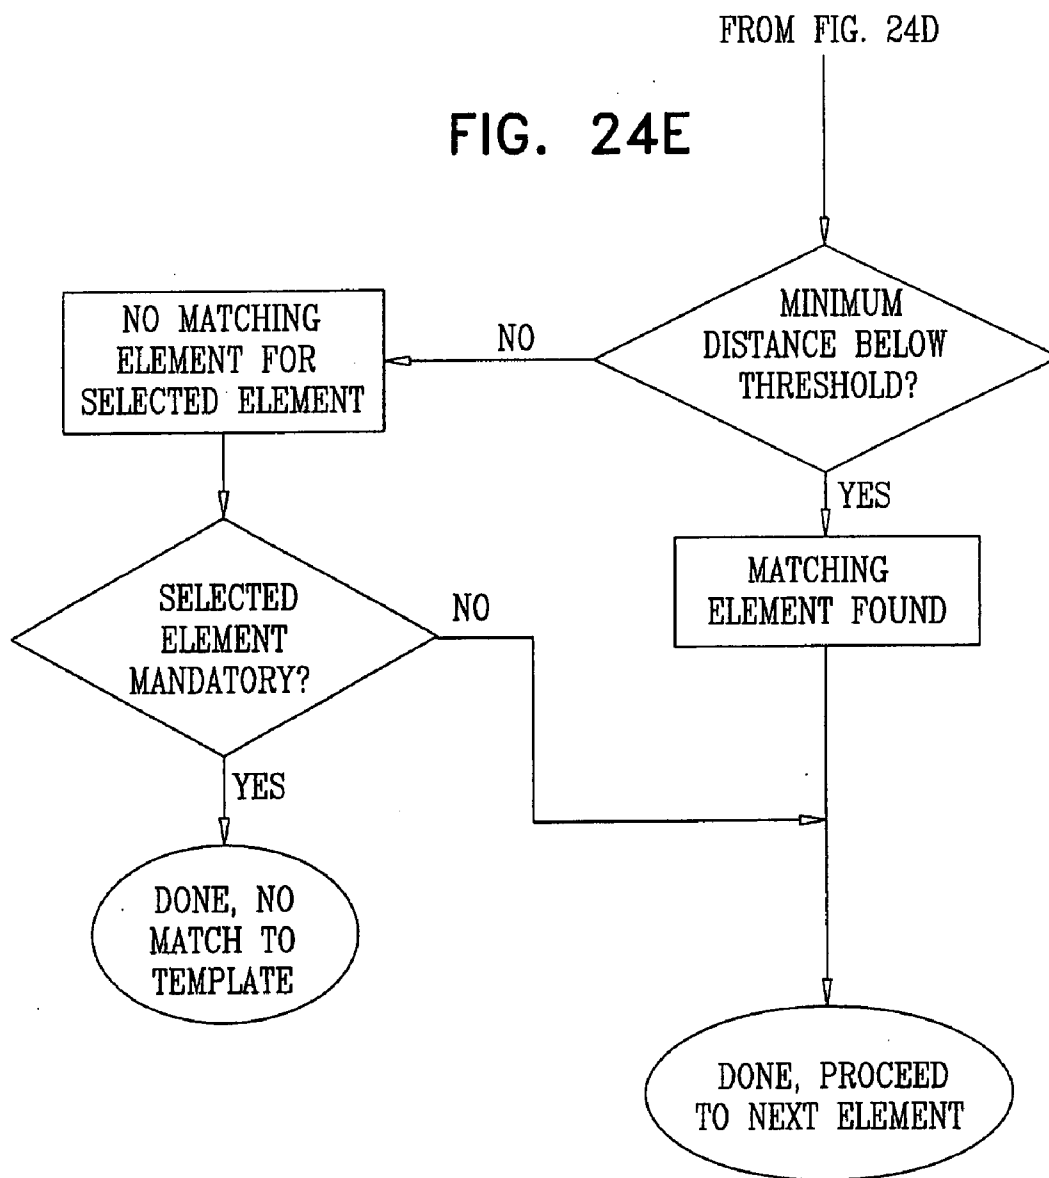 FROM FIG. 24D
FIG. 24E
MINIMUM
DISTANCE BELOW
THRESHOLD?
NO
NO MATCHING
ELEMENT FOR
SELECTED ELEMENT
YES
MATCHING
ELEMENT FOUND
SELECTED
ELEMENT
MANDATORY?
NO
YES
DONE, NO
MATCH TO
TEMPLATE
DONE, PROCEED
TO NEXT ELEMENT